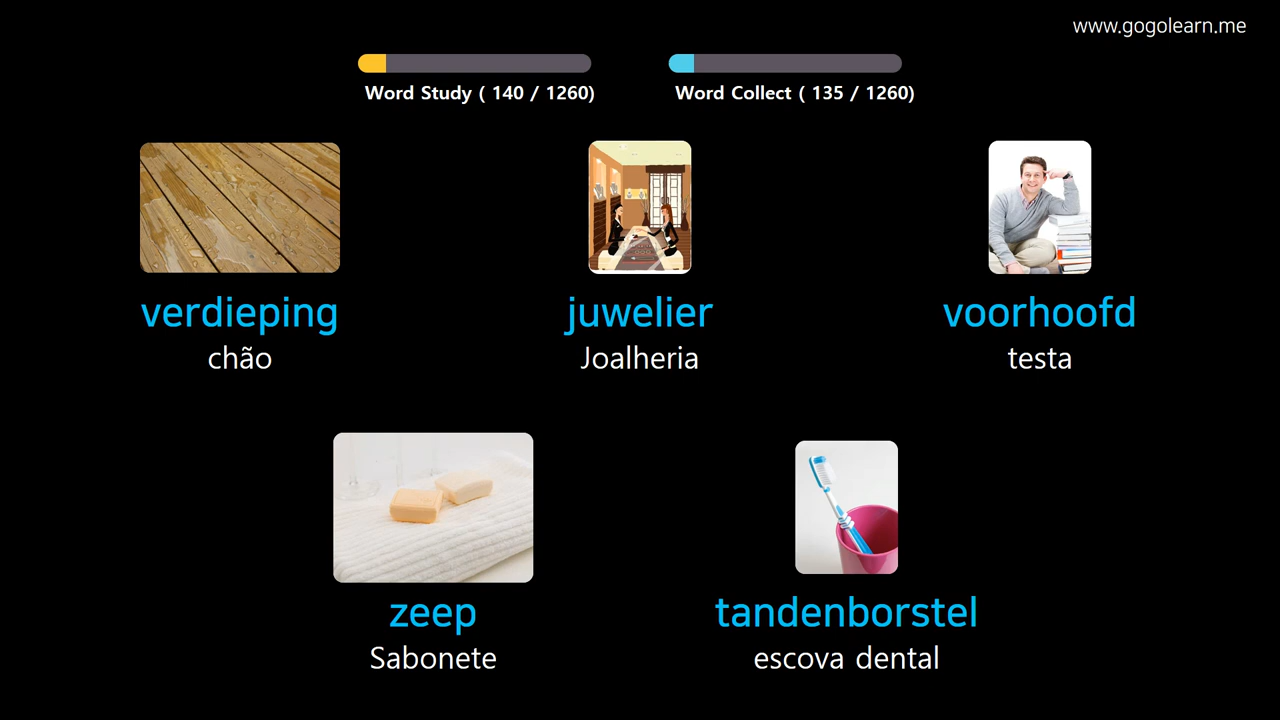 www.gogolearn.me
Word Study ( 140 / 1260)
Word Collect ( 135 / 1260)
verdieping
chão
juwelier
Joalheria
voorhoofd
testa
zeep
Sabonete
tandenborstel
escova dental